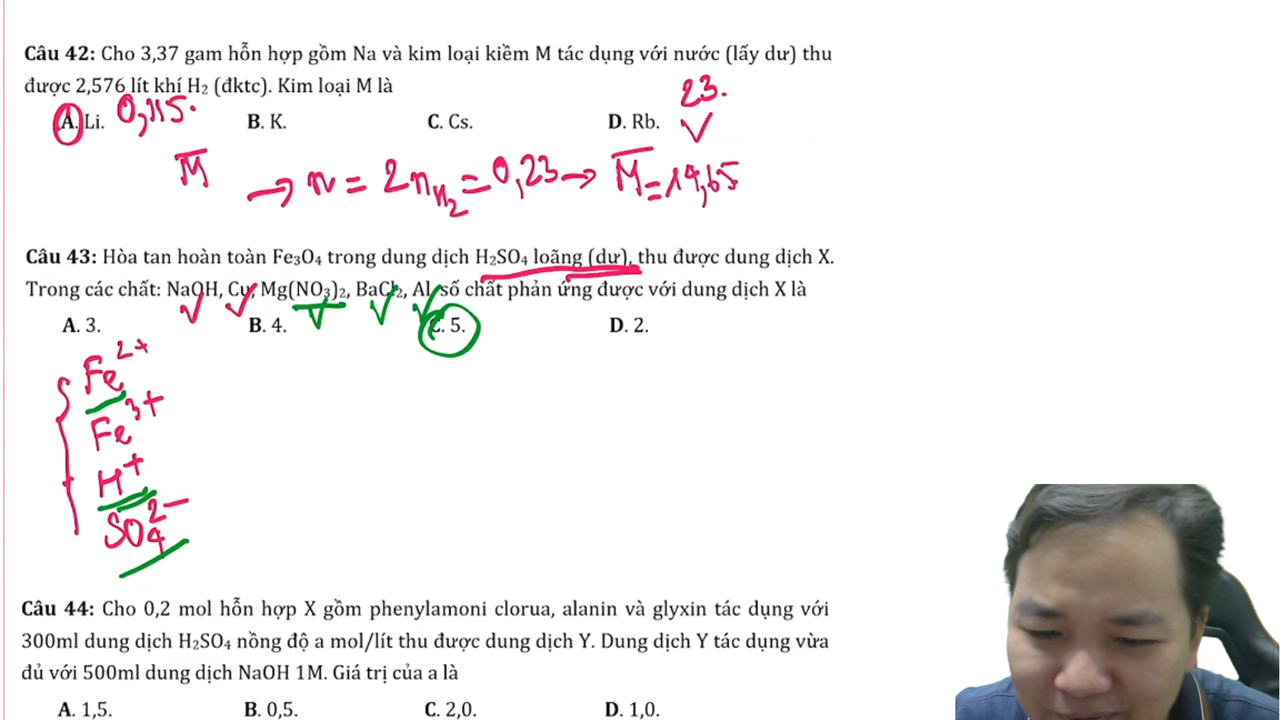 Câu 42: Cho 3,37 gam hỗn hợp gồm Na và kim loại kiềm M tác dụng với nước (lấy dư) thu
được 2,576 lít khí H₂ (đktc). Kim loại M là
23.
A. Li. 0,115. B. K. C. Cs. D. Rb.
M̅ → n = 2n_H₂ = 0,23 → M̅ = 14,65
Câu 43: Hòa tan hoàn toàn Fe₃O₄ trong dung dịch H₂SO₄ loãng (dư), thu được dung dịch X.
Trong các chất: NaOH, Cu, Mg(NO₃)₂, BaCl₂, Al, số chất phản ứng được với dung dịch X là
A. 3. B. 4. C. 5. D. 2.
Fe²⁺
Fe³⁺
H⁺
SO₄²⁻
Câu 44: Cho 0,2 mol hỗn hợp X gồm phenylamoni clorua, alanin và glyxin tác dụng với
300ml dung dịch H₂SO₄ nồng độ a mol/lít thu được dung dịch Y. Dung dịch Y tác dụng vừa
đủ với 500ml dung dịch NaOH 1M. Giá trị của a là
A. 1,5. B. 0,5. C. 2,0. D. 1,0.